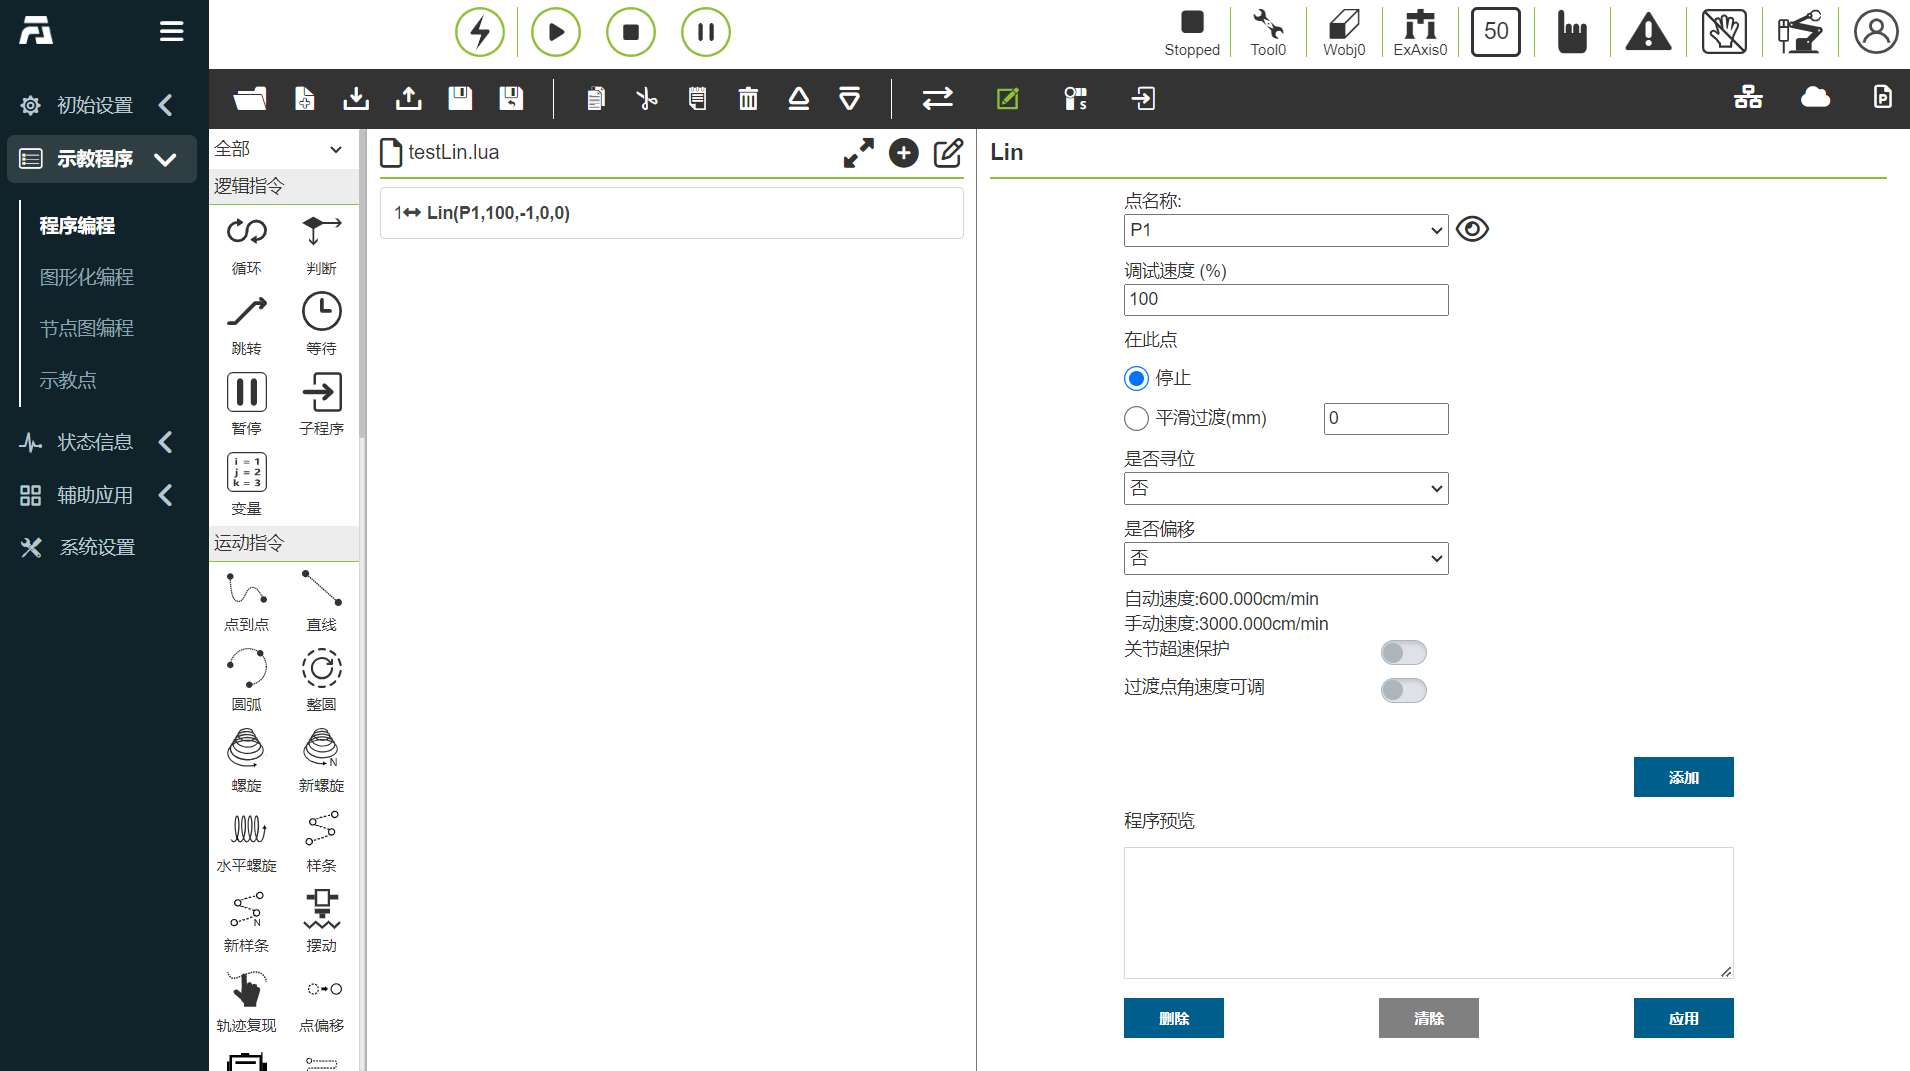 Stopped
Tool0
Wobj0
ExAxis0
50
初始设置
示教程序
程序编程
图形化编程
节点图编程
示教点
状态信息
辅助应用
系统设置
全部
逻辑指令
循环
判断
跳转
等待
暂停
子程序
i = 1
j = 2
k = 3
变量
运动指令
点到点
直线
圆弧
整圆
螺旋
N
新螺旋
水平螺旋
样条
N
新样条
摆动
轨迹复现
点偏移
testLin.lua
1 Lin(P1,100,-1,0,0)
Lin
点名称:
P1
调试速度 (%)
100
在此点
停止
平滑过渡(mm)
0
是否寻位
否
是否偏移
否
自动速度:600.000cm/min
手动速度:3000.000cm/min
关节超速保护
过渡点角速度可调
添加
程序预览
删除
清除
应用